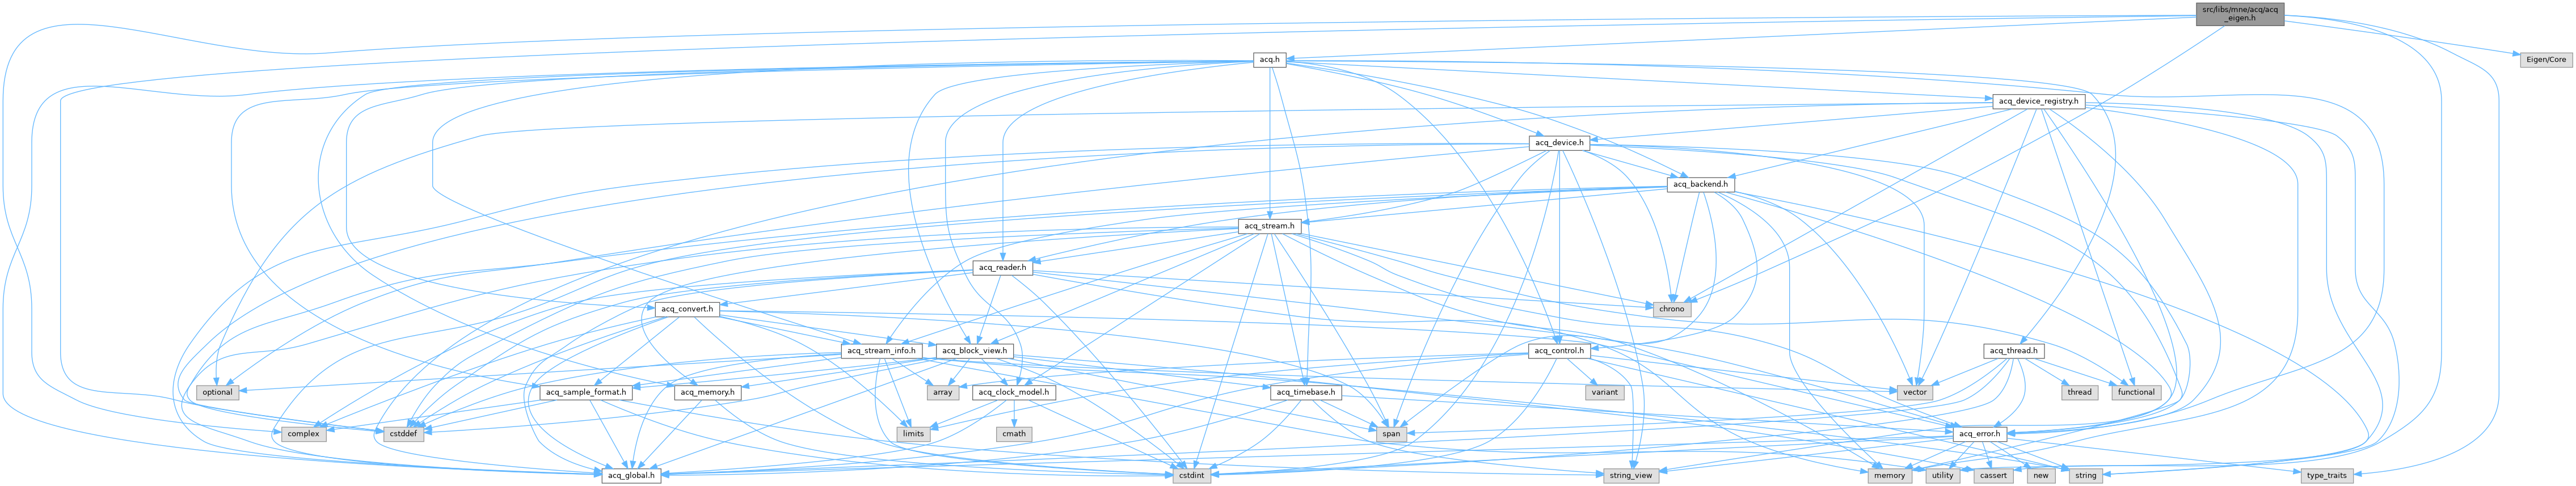 src/libs/mne/acq/acq
_eigen.h
acq.h
Eigen/Core
acq_device_registry.h
acq_device.h
acq_backend.h
acq_stream.h
acq_reader.h
acq_convert.h
chrono
acq_stream_info.h
acq_block_view.h
acq_control.h
acq_thread.h
optional
acq_sample_format.h
acq_memory.h
array
acq_clock_model.h
acq_timebase.h
variant
vector
thread
functional
complex
cstddef
limits
cmath
span
acq_error.h
acq_global.h
cstdint
string_view
memory
utility
cassert
new
string
type_traits